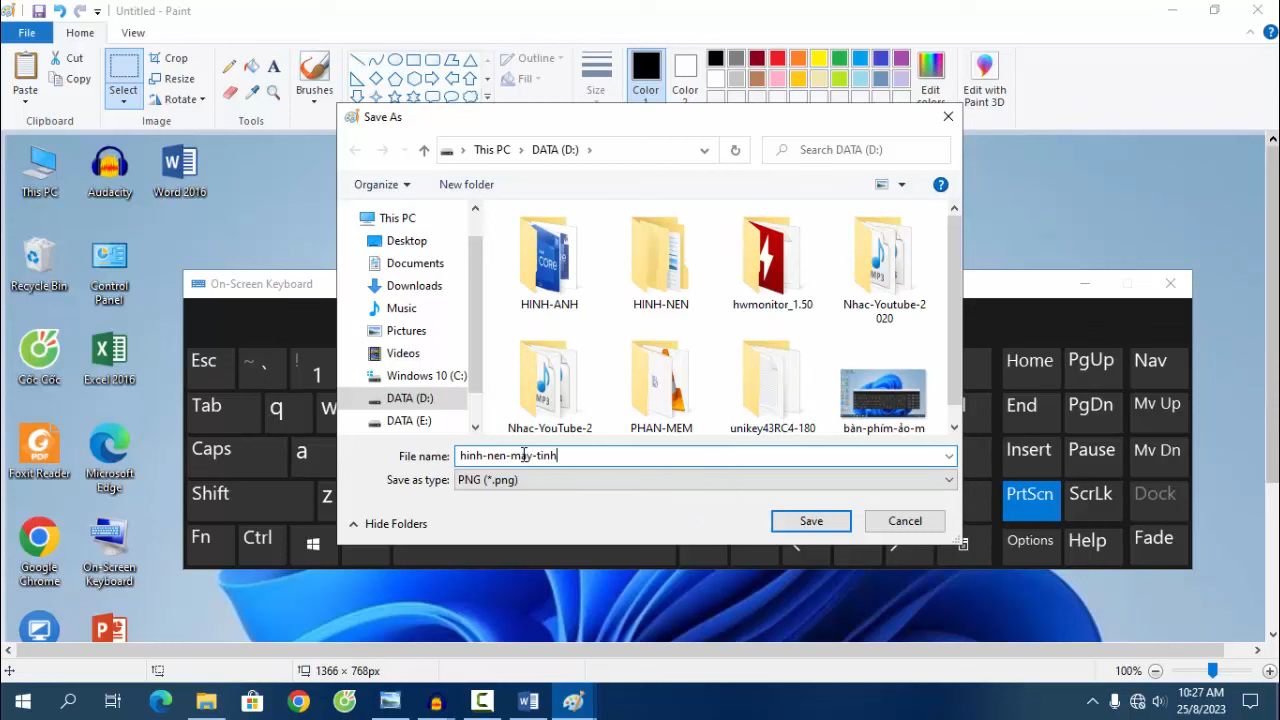 Untitled - Paint
File Home View
Paste
Cut
Copy
Clipboard
Select
Crop
Resize
Rotate
Image
Tools
Brushes
Outline
Fill
Size
Color
1
Color
2
Edit
colors
Edit with
Paint 3D
Save As
This PC DATA (D:)
Search DATA (D:)
Organize New folder
This PC
Desktop
Documents
Downloads
Music
Pictures
Videos
Windows 10 (C:)
DATA (D:)
DATA (E:)
HINH-ANH
HINH-NEN
hwmonitor_1.50
Nhac-Youtube-2
020
Nhac-YouTube-2
PHAN-MEM
unikey43RC4-180
bàn-phím-ảo-m
File name: hinh-nen-may-tinh
Save as type: PNG (*.png)
Hide Folders
Save Cancel
This PC
Audacity
Word 2016
Recycle Bin
Control
Panel
Cốc Cốc
Excel 2016
Foxit Reader
Microsoft
Edge
Google
Chrome
On-Screen
Keyboard
On-Screen Keyboard
Esc ~ ` ! 1
Home PgUp Nav
Tab q w
End PgDn Mv Up
Caps a
Insert Pause Mv Dn
Shift z
PrtScn ScrLk Dock
Fn Ctrl
Options Help Fade
1366 × 768px
100%
10:27 AM
25/8/2023